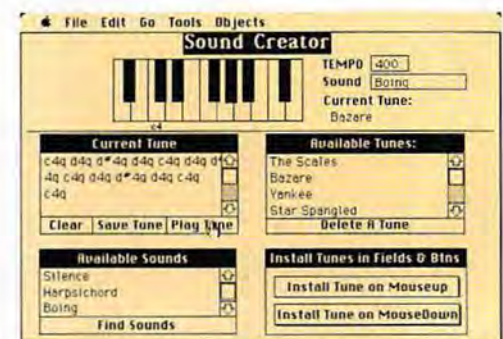 File Edit Go Tools Objects
Sound Creator
TEMPO 400
Sound Boing
Current Tune:
Bazare
c4
Current Tune
c4q d4q d#4q d4q c4q d4q d#
4q c4q d4q d#4q d4q c4q
c4q
Clear Save Tune Play Tune
Available Tunes:
The Scales
Bazare
Yankee
Star Spangled
Delete A Tune
Available Sounds
Silence
Harpsichord
Boing
Find Sounds
Install Tunes in Fields & Btns
Install Tune on Mouseup
Install Tune on MouseDown